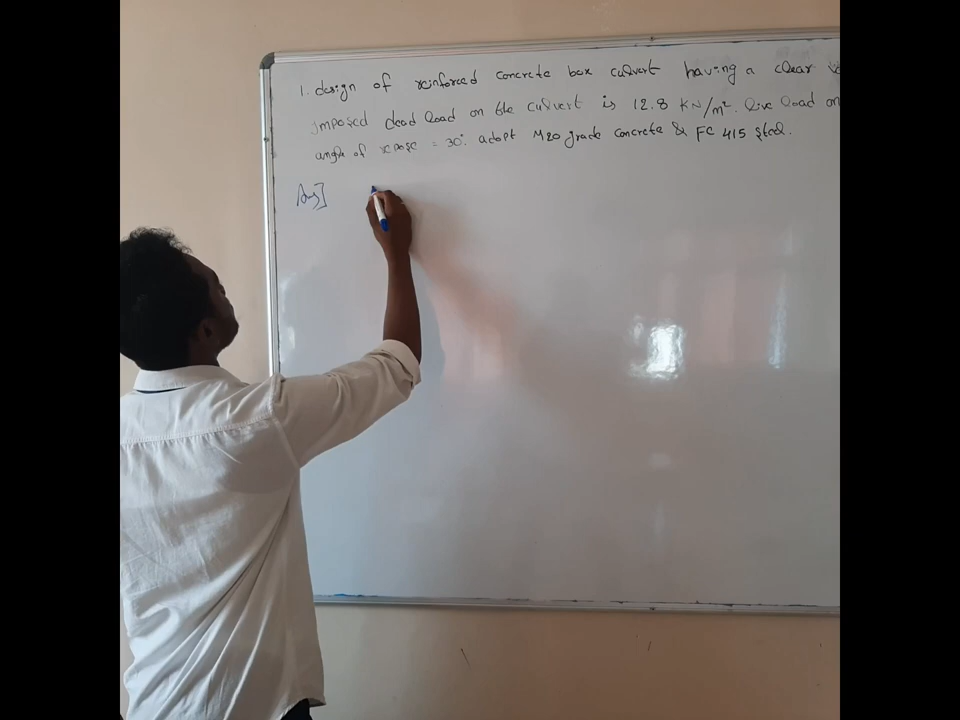 1. design of reinforced concrete box culvert having a clear
imposed dead load on the culvert is 12.8 KN/m². live load on
angle of repose = 30°. adopt M20 grade concrete & FC 415 steel.
Ans]